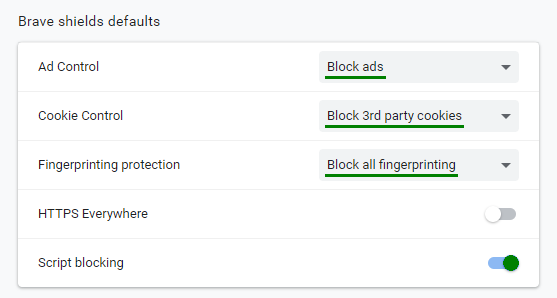 Brave shields defaults
Ad Control Block ads
Cookie Control Block 3rd party cookies
Fingerprinting protection Block all fingerprinting
HTTPS Everywhere
Script blocking